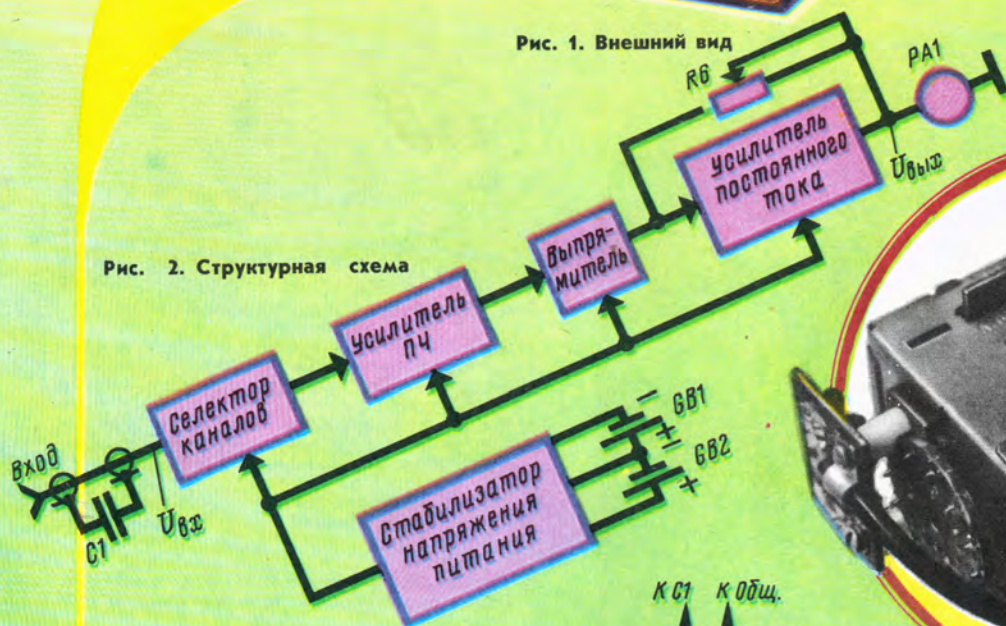 Рис. 1. Внешний вид
R6
PA1
Усилитель
постоянного
тока
Uвых
Выпря-
митель
Рис. 2. Структурная схема
Усилитель
ПЧ
Селектор
каналов
Вход
C1
Uвх
GB1
GB2
– + – +
Стабилизатор
напряжения
питания
К C1 К Общ.